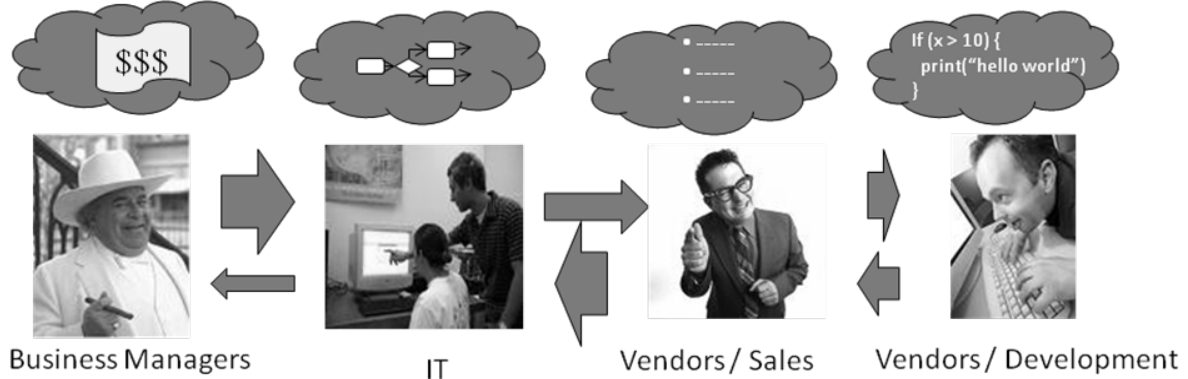 $$$
If (x > 10) {
print(“hello world”)
}
Business Managers
IT
Vendors / Sales
Vendors / Development